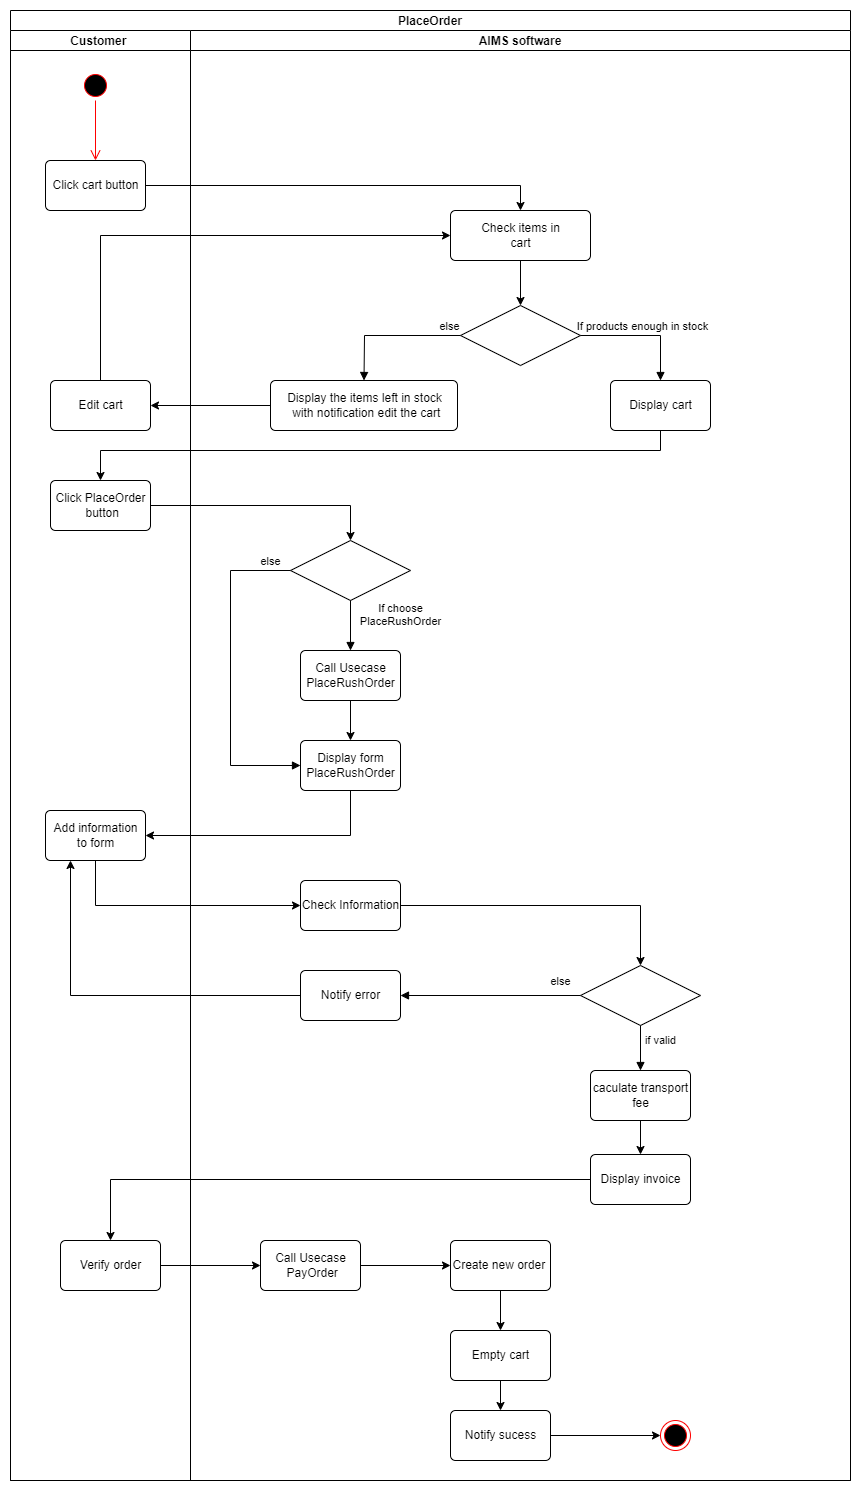 PlaceOrder
Customer
AIMS software
Click cart button
Check items in
cart
else
If products enough in stock
Edit cart
Display the items left in stock
with notification edit the cart
Display cart
Click PlaceOrder
button
else
If choose
PlaceRushOrder
Call Usecase
PlaceRushOrder
Display form
PlaceRushOrder
Add information
to form
Check Information
else
Notify error
if valid
caculate transport
fee
Display invoice
Verify order
Call Usecase
PayOrder
Create new order
Empty cart
Notify sucess